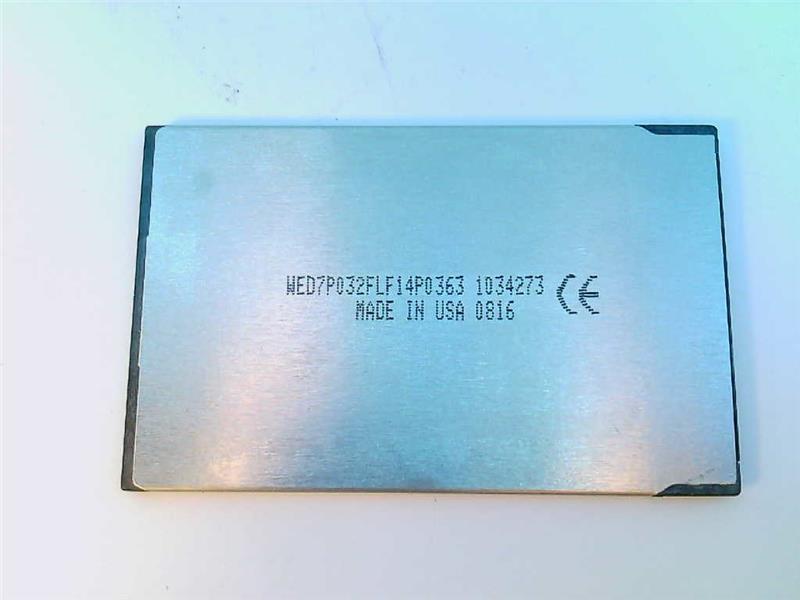 WED7P032FLF14P0363 1034273 CE
MADE IN USA 0816